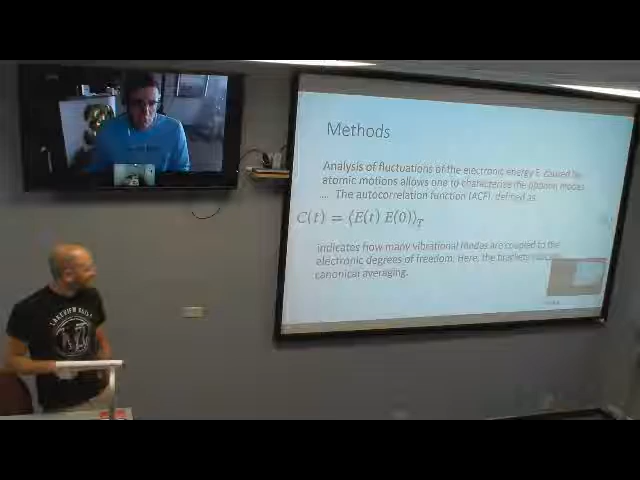 Methods
Analysis of fluctuations of the electronic energy E caused by
atomic motions allows one to characterize the phonon modes
.... The autocorrelation function (ACF), defined as
C(t) = ⟨E(t) E(0)⟩_T
indicates how many vibrational modes are coupled to the
electronic degrees of freedom. Here, the brackets
canonical averaging.